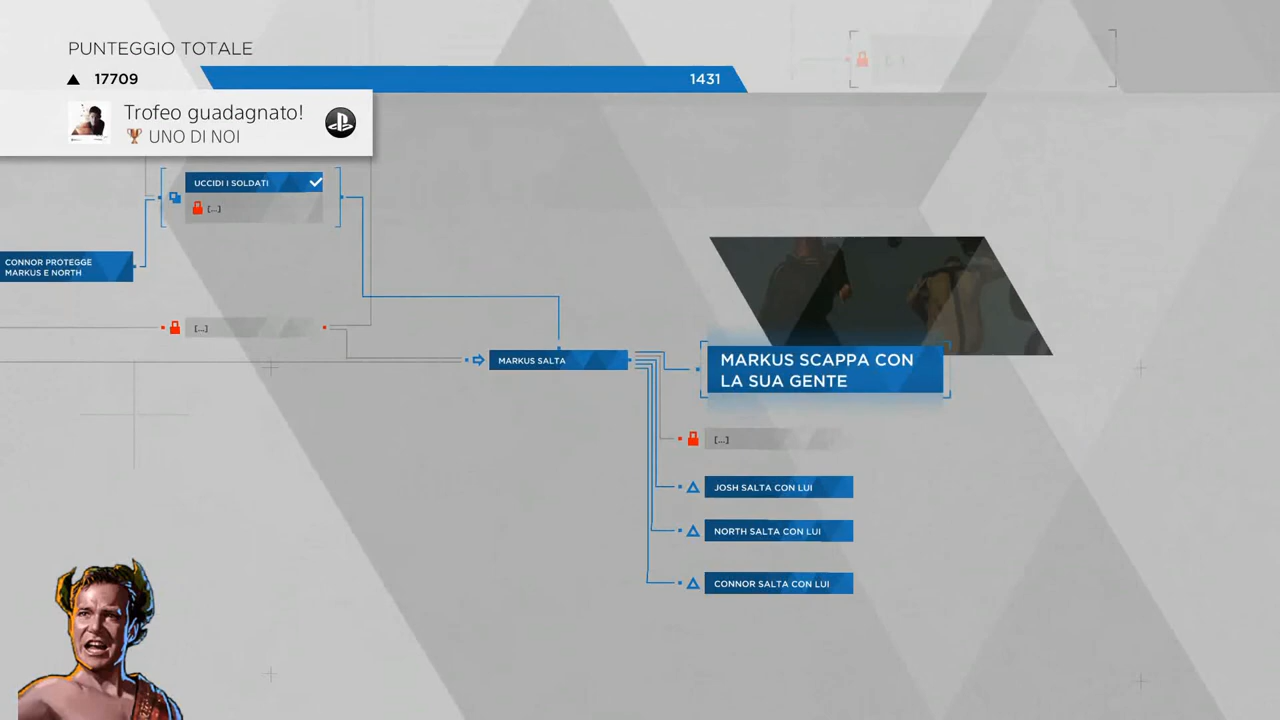 PUNTEGGIO TOTALE
17709
1431
Trofeo guadagnato!
UNO DI NOI
UCCIDI I SOLDATI
[...]
CONNOR PROTEGGE
MARKUS E NORTH
[...]
MARKUS SALTA
MARKUS SCAPPA CON
LA SUA GENTE
[...]
JOSH SALTA CON LUI
NORTH SALTA CON LUI
CONNOR SALTA CON LUI